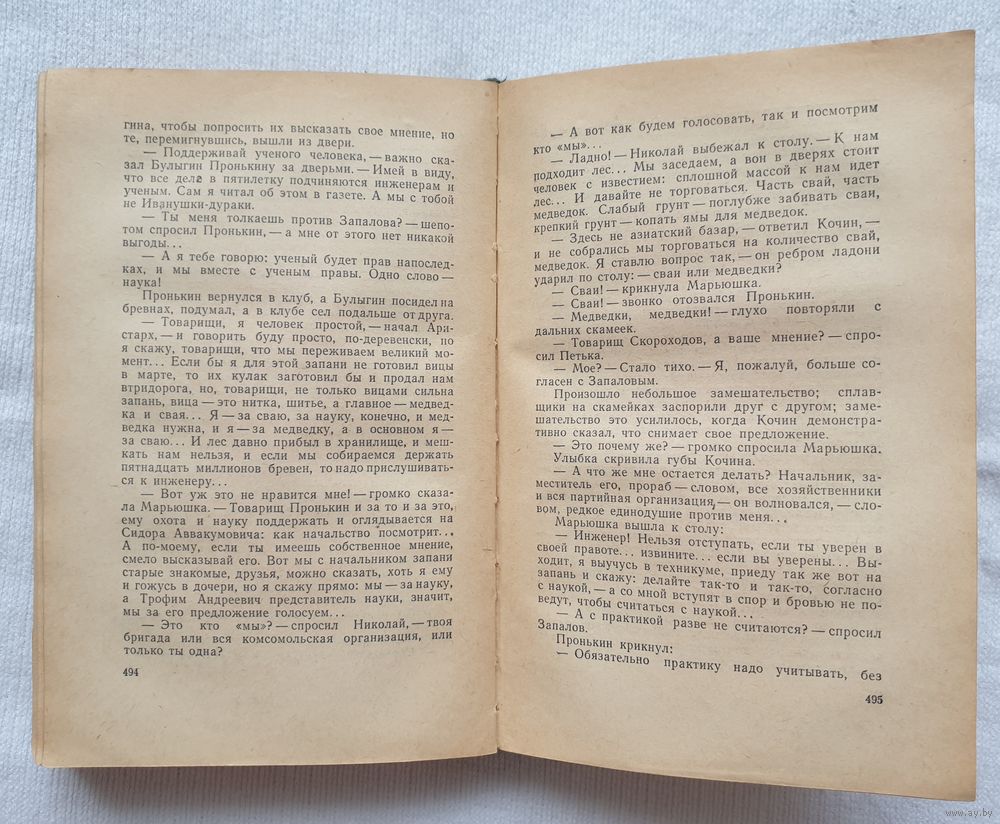 гина, чтобы попросить их высказать свое мнение, но
те, перемигнувшись, вышли из двери.
— Поддерживай ученого человека, — важно ска-
зал Булыгин Пронькину за дверьми. — Имей в виду,
что все дела в пятилетку подчиняются инженерам и
ученым. Сам я читал об этом в газете. А мы с тобой
не Иванушки-дураки.
— Ты меня толкаешь против Запалова? — шепо-
том спросил Пронькин, — а мне от этого нет никакой
выгоды...
— А я тебе говорю: ученый будет прав напослед-
ках, и мы вместе с ученым правы. Одно слово —
наука!
Пронькин вернулся в клуб, а Булыгин посидел на
бревнах, подумал, а в клубе сел подальше от друга.
— Товарищи, я человек простой, — начал Ари-
старх, — и говорить буду просто, по-деревенски, но
я скажу, товарищи, что мы переживаем великий мо-
мент... Если бы я для этой запани не готовил вицы
в марте, то их кулак заготовил бы и продал нам
втридорога, но, товарищи, не только вицами сильна
запань, вица — это нитка, шитье, а главное — медвед-
ка и свая... Я — за сваю, за науку, конечно, и мед-
ведка нужна, и я — за медведку, а в основном я —
за сваю... И лес давно прибыл в хранилище, и меш-
кать нам нельзя, и если мы собираемся держать
пятнадцать миллионов бревен, то надо прислушивать-
ся к инженеру...
— Вот уж это не нравится мне! — громко сказа-
ла Марьюшка. — Товарищ Пронькин и за то и за это,
ему охота и науку поддержать и оглядывается на
Сидора Аввакумовича: как начальство посмотрит...
А по-моему, если ты имеешь собственное мнение,
смело высказывай его. Вот мы с начальником запани
старые знакомые, друзья, можно сказать, хоть я ему
и гожусь в дочери, но я скажу прямо: мы — за науку,
а Трофим Андреевич представитель науки, значит,
мы за его предложение голосуем...
— Это кто «мы»? — спросил Николай, — твоя
бригада или вся комсомольская организация, или
только ты одна?
494
— А вот как будем голосовать, так и посмотрим
кто «мы»...
— Ладно! — Николай выбежал к столу. — К нам
подходит лес... Мы заседаем, а вон в дверях стоит
человек с известием: сплошной массой к нам идет
лес... И давайте не торговаться. Часть свай, часть
медведок. Слабый грунт — поглубже забивать сваи,
крепкий грунт — копать ямы для медведок.
— Здесь не азиатский базар, — ответил Кочин, —
и не собрались мы торговаться на количество свай,
медведок. Я ставлю вопрос так, — он ребром ладони
ударил по столу: — сваи или медведки?
— Сваи! — крикнула Марьюшка.
— Сваи! — звонко отозвался Пронькин.
— Медведки, медведки! — глухо повторяли с
дальних скамеек.
— Товарищ Скороходов, а ваше мнение? — спро-
сил Петька.
— Мое? — Стало тихо. — Я, пожалуй, больше со-
гласен с Запаловым.
Произошло небольшое замешательство; сплав-
щики на скамейках заспорили друг с другом; заме-
шательство это усилилось, когда Кочин демонстра-
тивно сказал, что снимает свое предложение.
— Это почему же? — громко спросила Марьюшка.
Улыбка скривила губы Кочина.
— А что же мне остается делать? Начальник, за-
меститель его, прораб — словом, все хозяйственники
и вся партийная организация, — он волновался, — сло-
вом, редкое единодушие против меня...
Марьюшка вышла к столу:
— Инженер! Нельзя отступать, если ты уверен в
своей правоте... извините... если вы уверены... Вы-
ходит, я выучусь в техникуме, приеду так же вот на
запань и скажу: делайте так-то и так-то, согласно
с наукой, — а со мной вступят в спор и бровью не по-
ведут, чтобы считаться с наукой...
— А с практикой разве не считаются? — спросил
Запалов.
Пронькин крикнул:
— Обязательно практику надо учитывать, без
495
www.ay.by